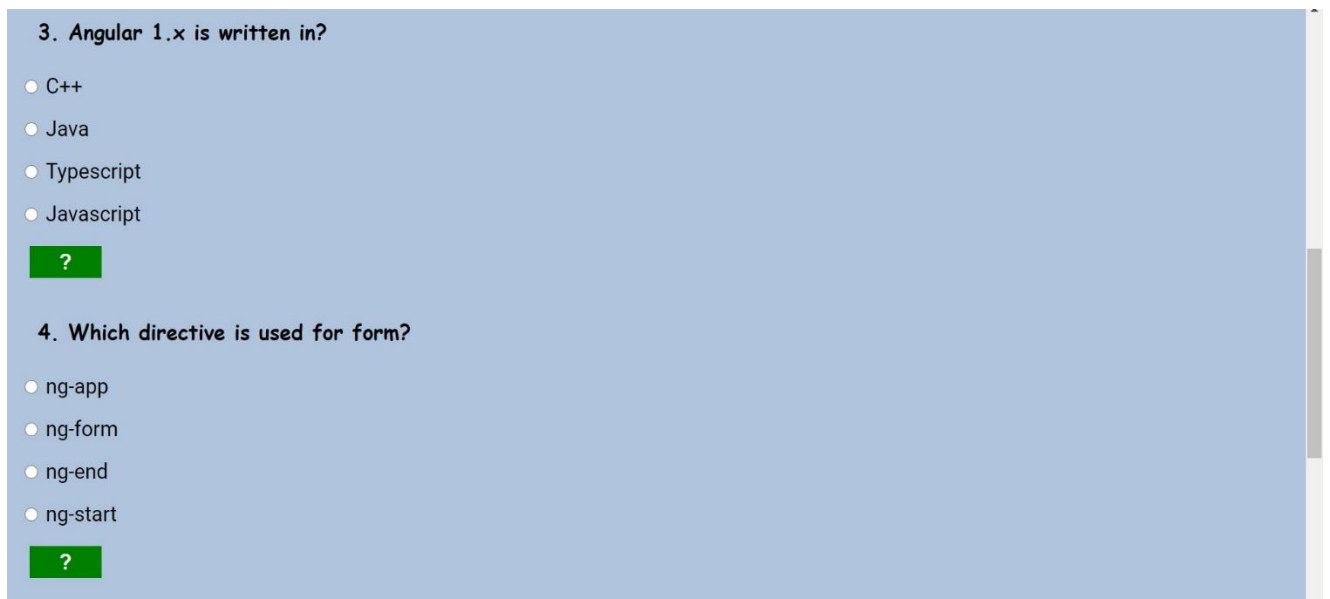 3. Angular 1.x is written in?
C++
Java
Typescript
Javascript
?
4. Which directive is used for form?
ng-app
ng-form
ng-end
ng-start
?